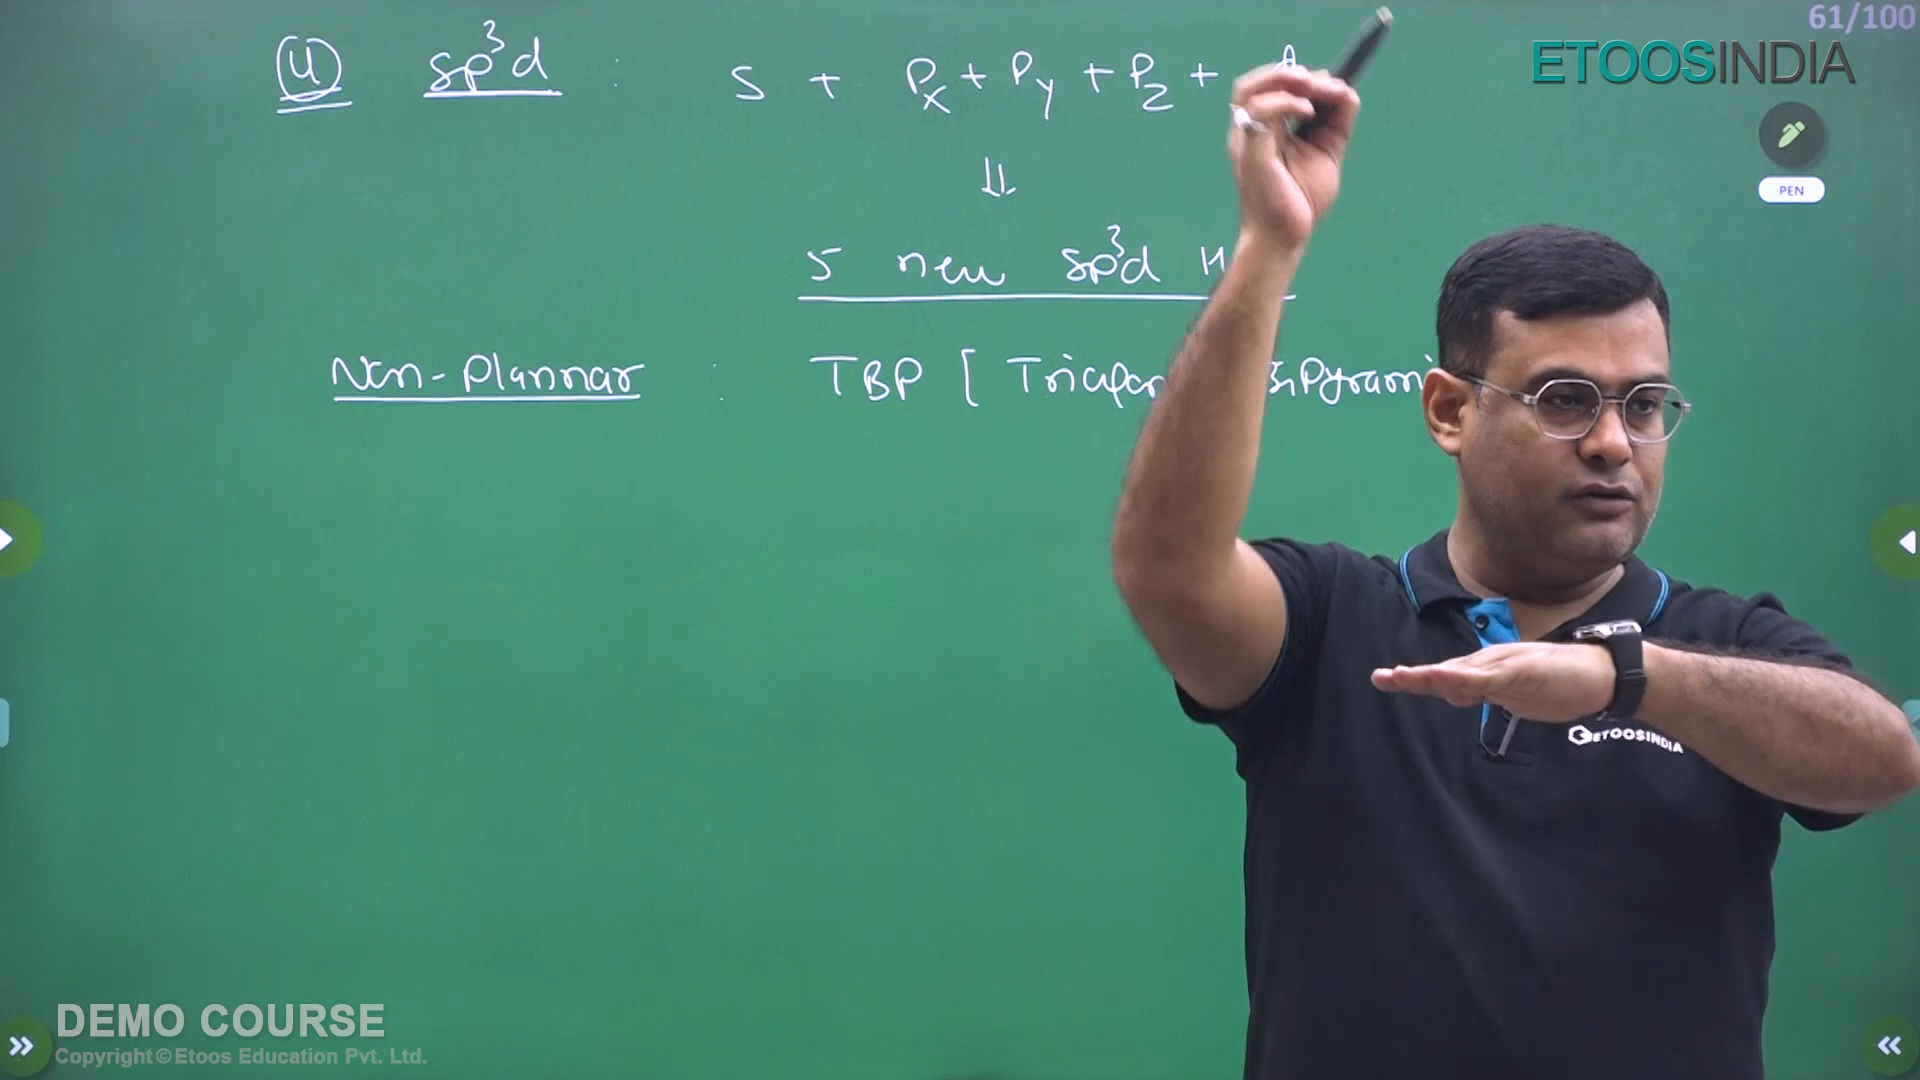 61/100
ETOOSINDIA
(4) sp³d : S + Px + Py + Pz +
PEN
⇓
5 new sp³d H
Non-Plannar : TBP [
ETOOSINDIA
DEMO COURSE
Copyright © Etoos Education Pvt. Ltd.